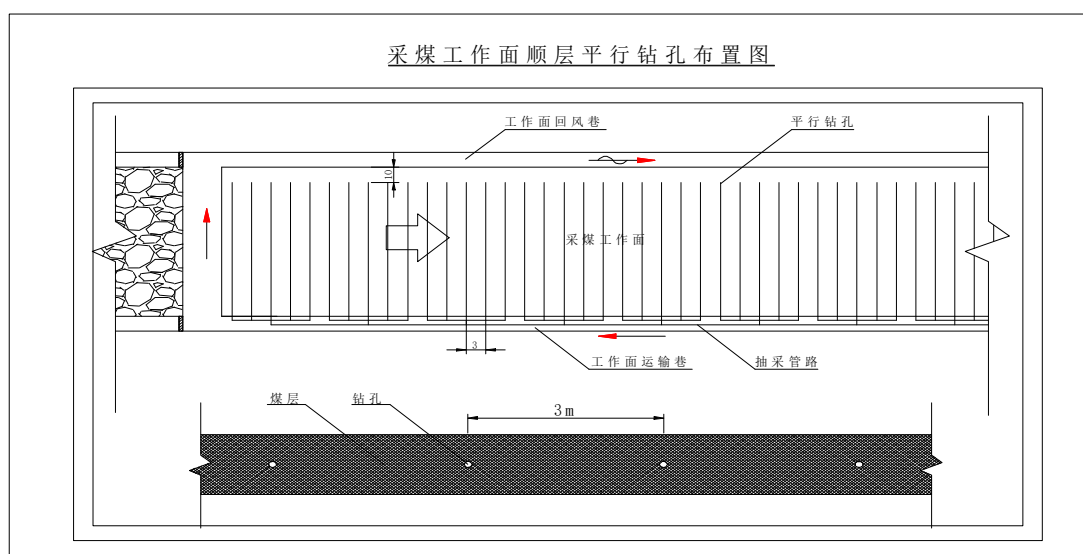 采煤工作面顺层平行钻孔布置图
工作面回风巷
平行钻孔
10
采煤工作面
3
工作面运输巷
抽采管路
煤层
钻孔
3m